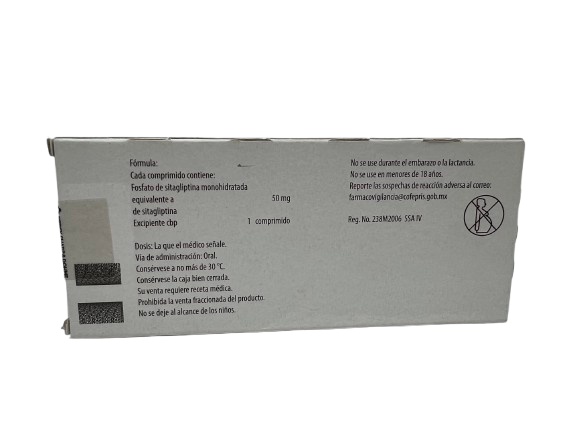 Fórmula:
Cada comprimido contiene:
Fosfato de sitagliptina monohidratada
equivalente a 50 mg
de sitagliptina
Excipiente cbp 1 comprimido
Dosis: La que el médico señale.
Vía de administración: Oral.
Consérvese a no más de 30 °C.
Consérvese la caja bien cerrada.
Su venta requiere receta médica.
Prohibida la venta fraccionada del producto.
No se deje al alcance de los niños.
No se use durante el embarazo o la lactancia.
No se use en menores de 18 años.
Reporte las sospechas de reacción adversa al correo:
farmacovigilancia@cofepris.gob.mx
Reg. No. 238M2006 SSA IV